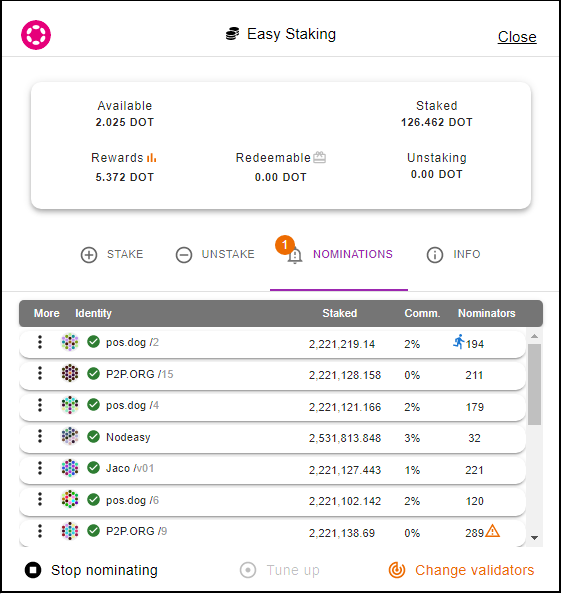 Easy Staking
Close
Available Staked
2.025 DOT 126.462 DOT
Rewards Redeemable Unstaking
5.372 DOT 0.00 DOT 0.00 DOT
STAKE UNSTAKE 1 NOMINATIONS INFO
More Identity Staked Comm. Nominators
pos.dog /2 2,221,219.14 2% 194
P2P.ORG /15 2,221,128.158 0% 211
pos.dog /4 2,221,121.166 2% 179
Nodeasy 2,531,813.848 3% 32
Jaco /v01 2,221,127.443 1% 221
pos.dog /6 2,221,102.142 2% 120
P2P.ORG /9 2,221,138.69 0% 289
Stop nominating Tune up Change validators